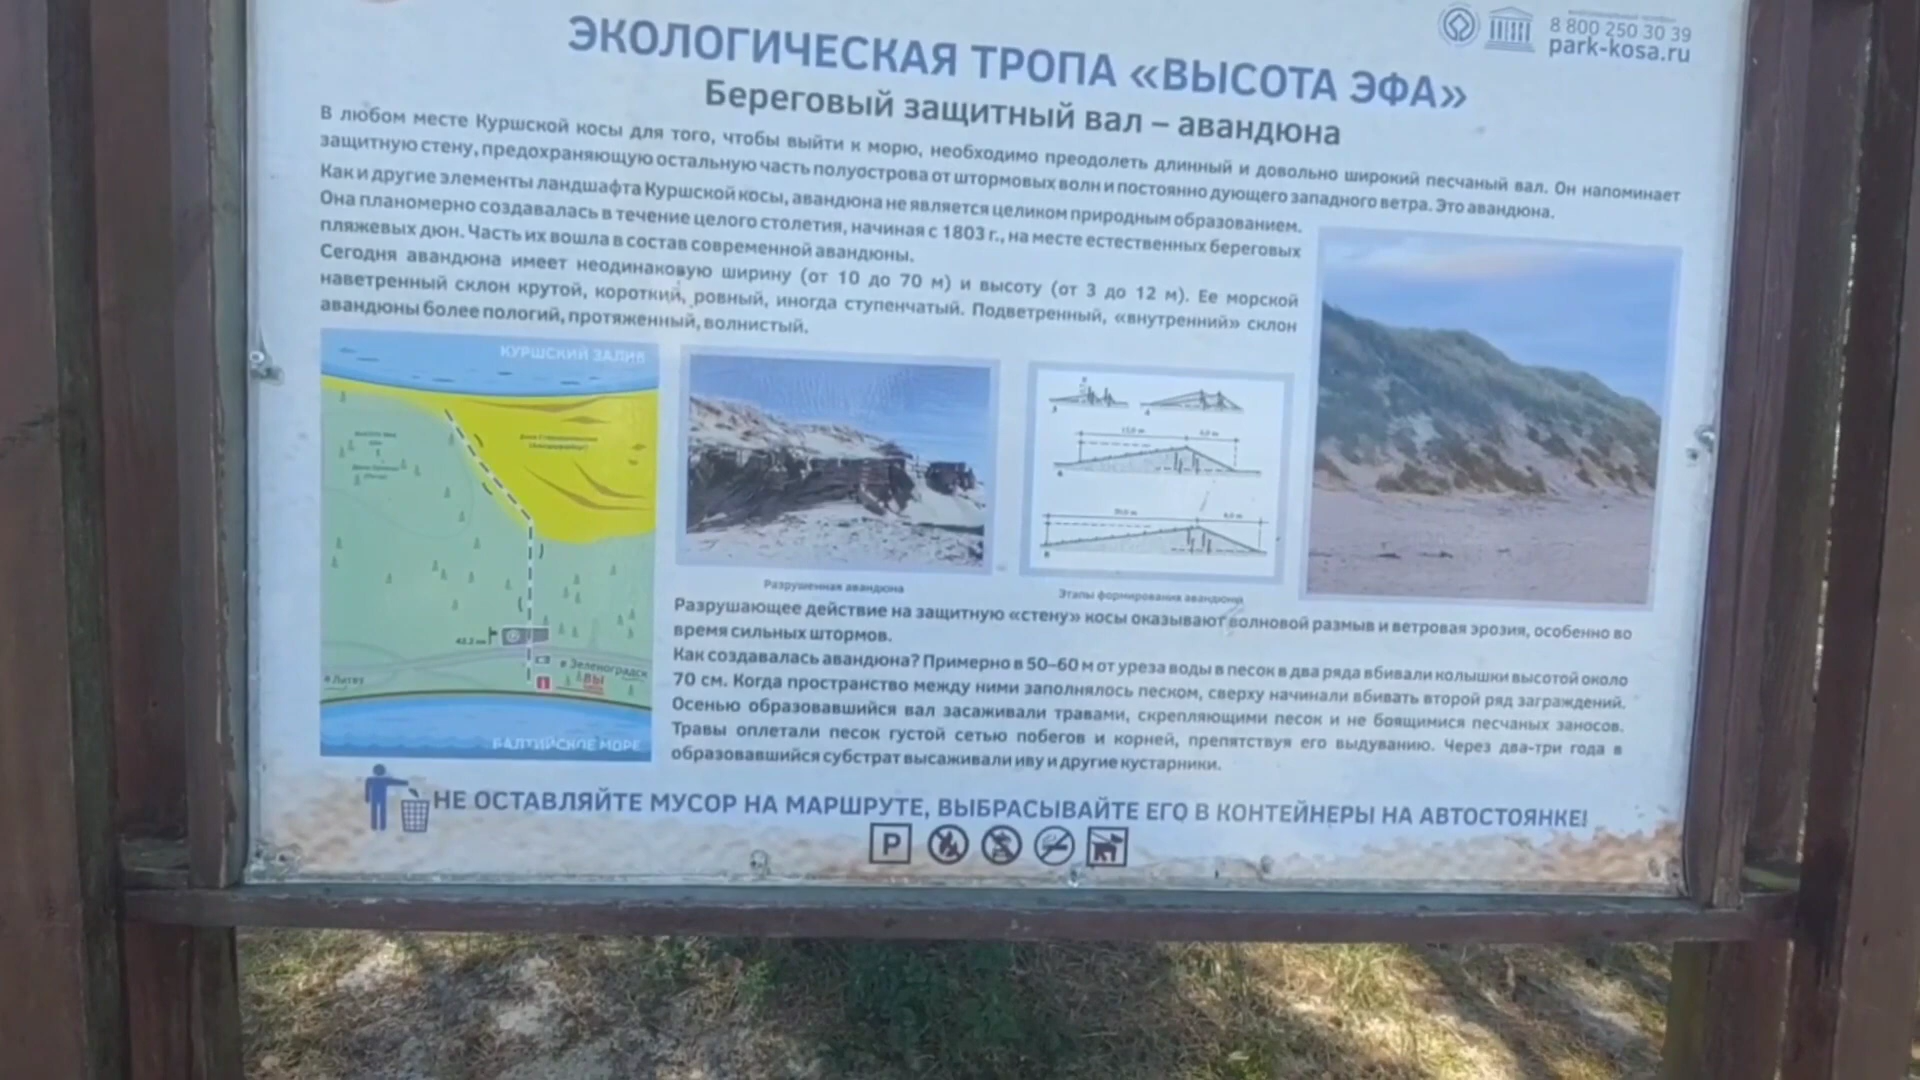 8 800 250 30 39
park-kosa.ru
ЭКОЛОГИЧЕСКАЯ ТРОПА «ВЫСОТА ЭФА»
Береговый защитный вал – авандюна
В любом месте Куршской косы для того, чтобы выйти к морю, необходимо преодолеть длинный и довольно широкий песчаный вал. Он напоминает
защитную стену, предохраняющую остальную часть полуострова от штормовых волн и постоянно дующего западного ветра. Это авандюна.
Как и другие элементы ландшафта Куршской косы, авандюна не является целиком природным образованием.
Она планомерно создавалась в течение целого столетия, начиная с 1803 г., на месте естественных береговых
пляжевых дюн. Часть их вошла в состав современной авандюны.
Сегодня авандюна имеет неодинаковую ширину (от 10 до 70 м) и высоту (от 3 до 12 м). Ее морской
наветренный склон крутой, короткий, ровный, иногда ступенчатый. Подветренный, «внутренний» склон
авандюны более пологий, протяженный, волнистый.
КУРШСКИЙ ЗАЛИВ
в Зеленоградск
ВЫ
в Литву
БАЛТИЙСКОЕ МОРЕ
Разрушенная авандюна
Этапы формирования авандюны
Разрушающее действие на защитную «стену» косы оказывают волновой размыв и ветровая эрозия, особенно во
время сильных штормов.
Как создавалась авандюна? Примерно в 50–60 м от уреза воды в песок в два ряда вбивали колышки высотой около
70 см. Когда пространство между ними заполнялось песком, сверху начинали вбивать второй ряд заграждений.
Осенью образовавшийся вал засаживали травами, скрепляющими песок и не боящимися песчаных заносов.
Травы оплетали песок густой сетью побегов и корней, препятствуя его выдуванию. Через два-три года в
образовавшийся субстрат высаживали иву и другие кустарники.
НЕ ОСТАВЛЯЙТЕ МУСОР НА МАРШРУТЕ, ВЫБРАСЫВАЙТЕ ЕГО В КОНТЕЙНЕРЫ НА АВТОСТОЯНКЕ!
P